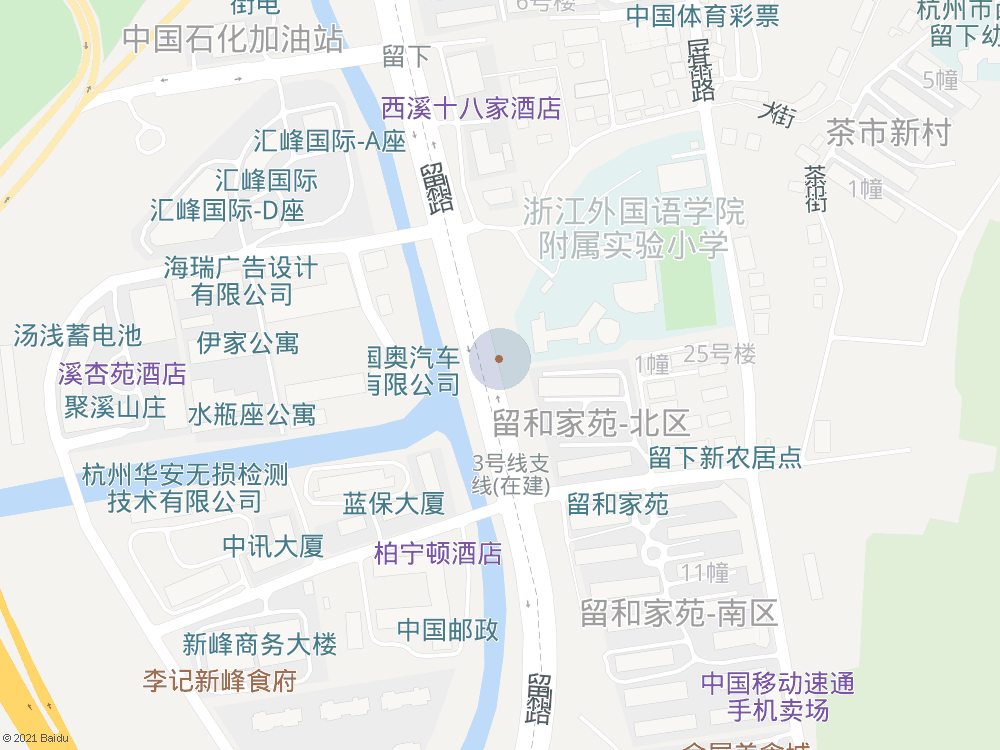 街电
6号楼
中国体育彩票
杭州市
留下幼
中国石化加油站
留下
屏基路
5幢
西溪十八家酒店
大街
茶市新村
汇峰国际-A座
留和路
汇峰国际
茶市街
1幢
汇峰国际-D座
浙江外国语学院
附属实验小学
海瑞广告设计
有限公司
汤浅蓄电池
伊家公寓
国奥汽车
有限公司
1幢
25号楼
溪杏苑酒店
聚溪山庄
水瓶座公寓
留和家苑-北区
3号线支
线(在建)
留下新农居点
杭州华安无损检测
技术有限公司
蓝保大厦
留和家苑
中讯大厦
柏宁顿酒店
11幢
留和家苑-南区
中国邮政
新峰商务大楼
李记新峰食府
留和路
中国移动速通
手机卖场
© 2021 Baidu